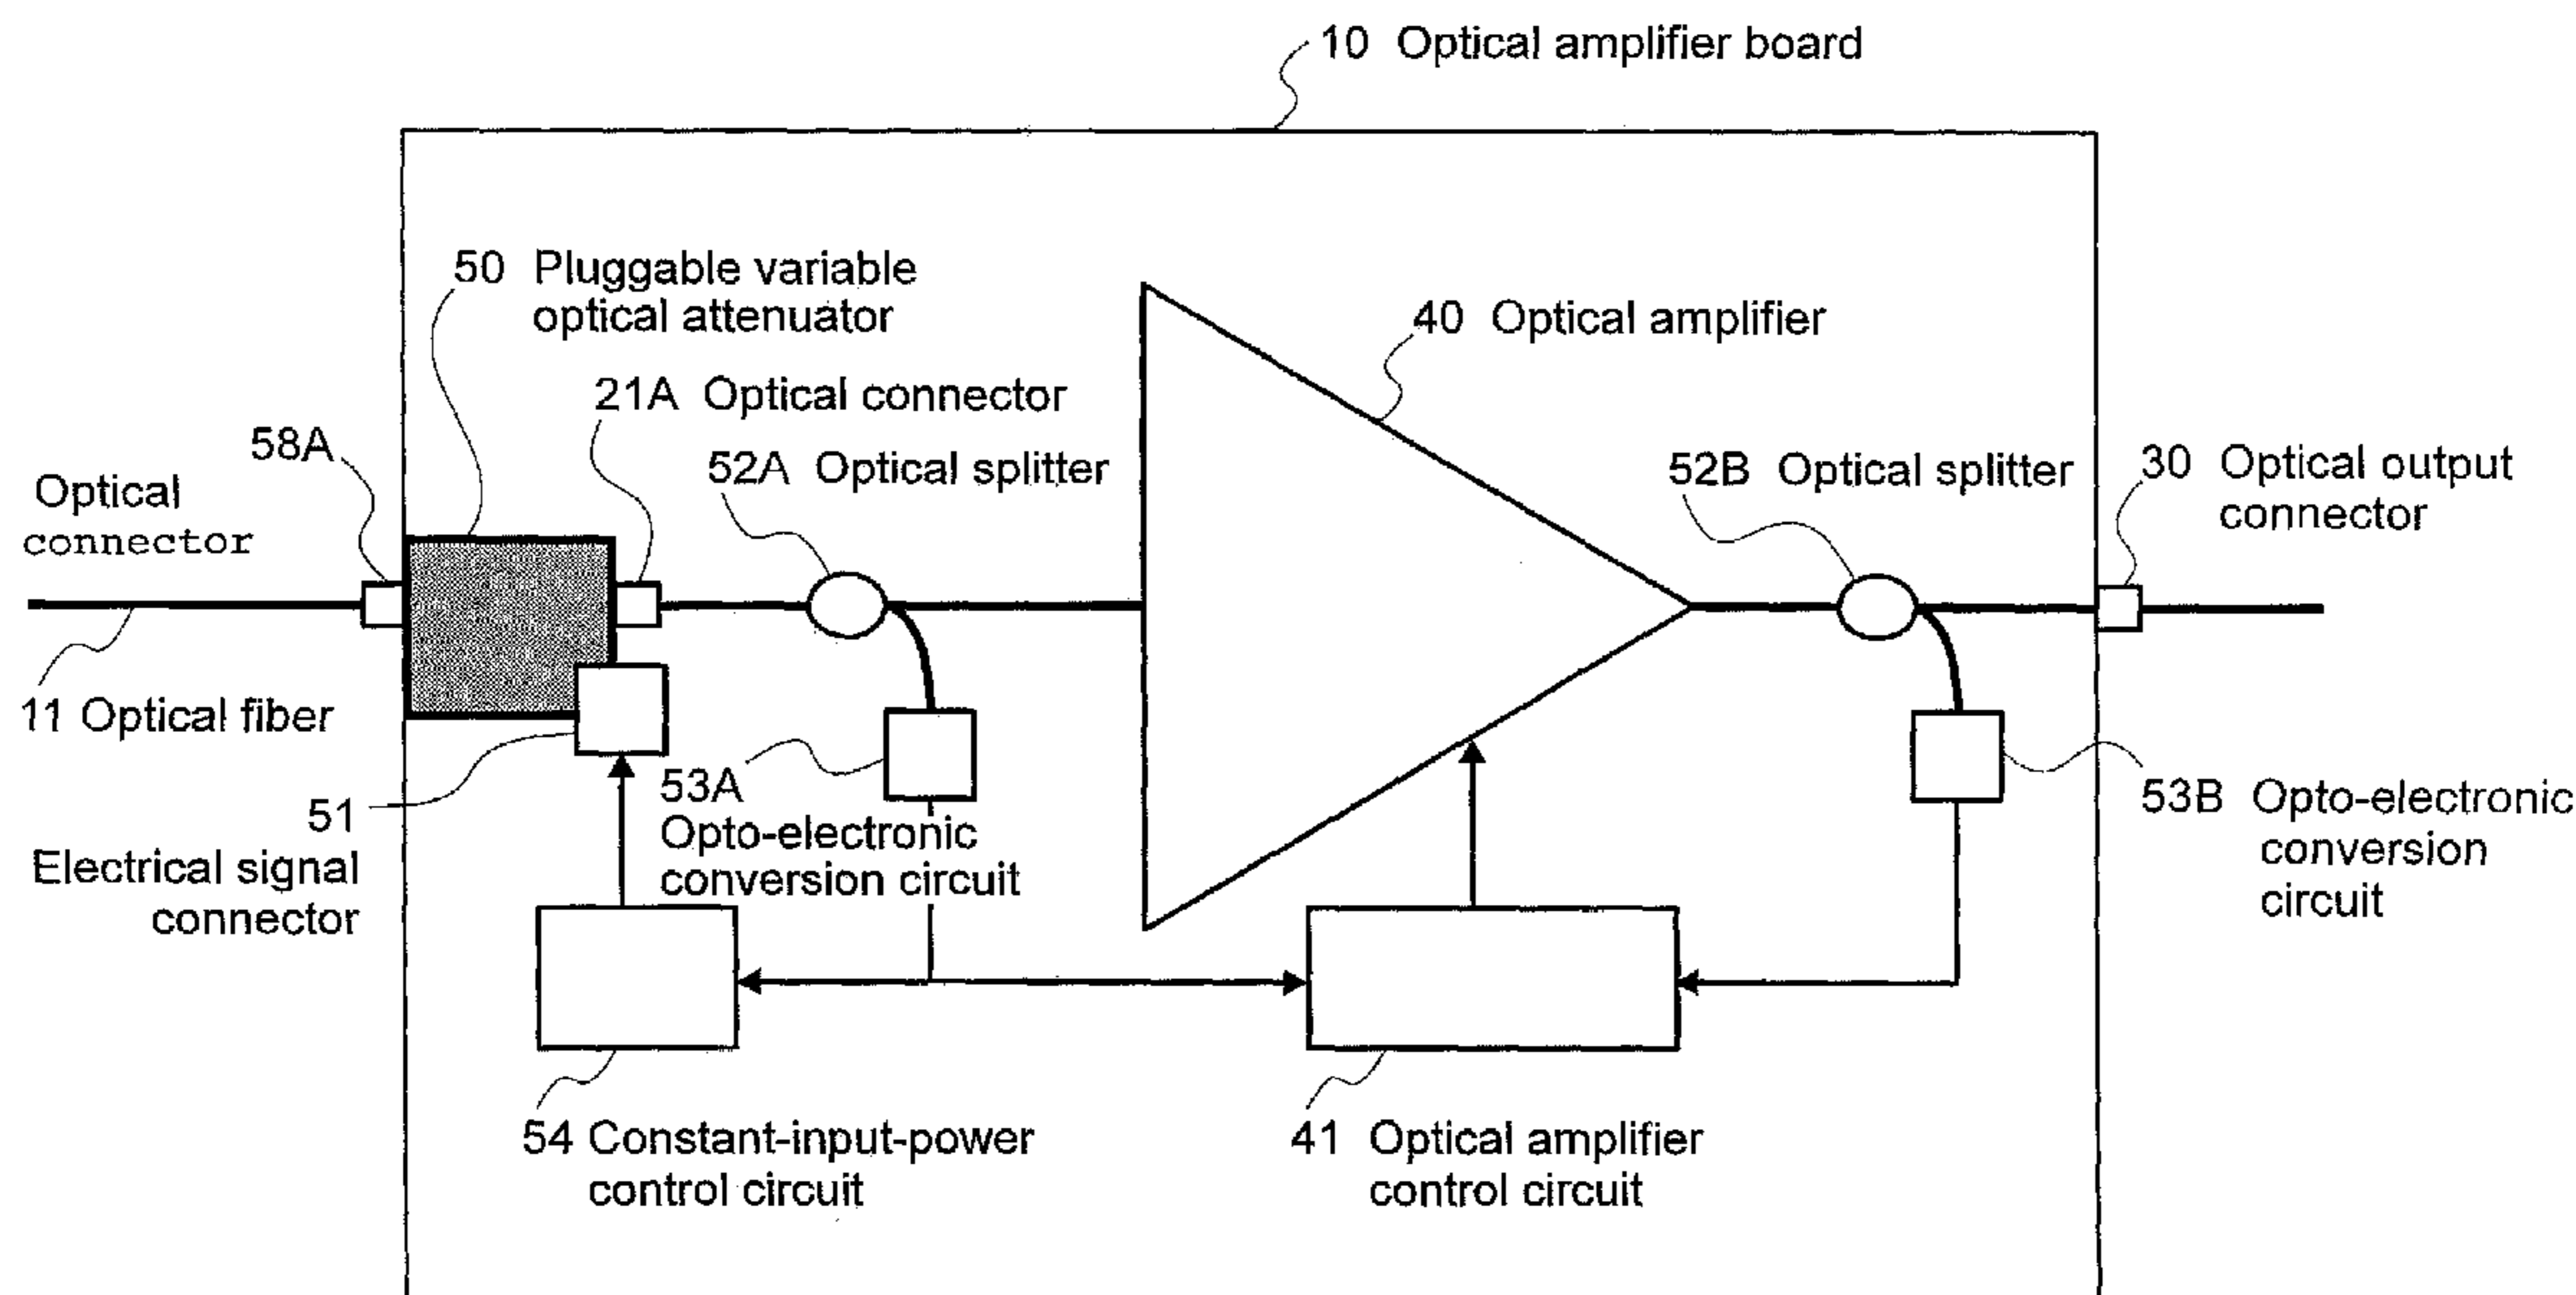 10 Optical amplifier board
50 Pluggable variable
optical attenuator
40 Optical amplifier
21A Optical connector
58A
52A Optical splitter
52B Optical splitter
30 Optical output
connector
Optical
connector
11 Optical fiber
53A
Opto-electronic
conversion circuit
53B Opto-electronic
conversion
circuit
51
Electrical signal
connector
54 Constant-input-power
control circuit
41 Optical amplifier
control circuit